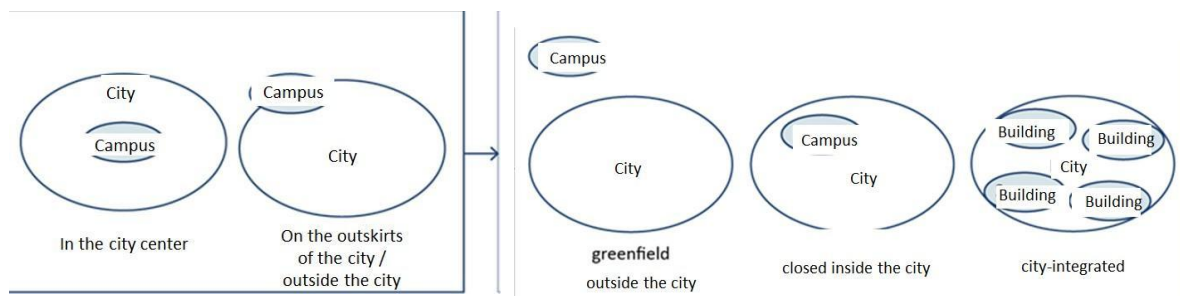 City
Campus
In the city center
Campus
City
On the outskirts
of the city /
outside the city
Campus
City
greenfield
outside the city
Campus
City
closed inside the city
Building
Building
City
Building
Building
city-integrated